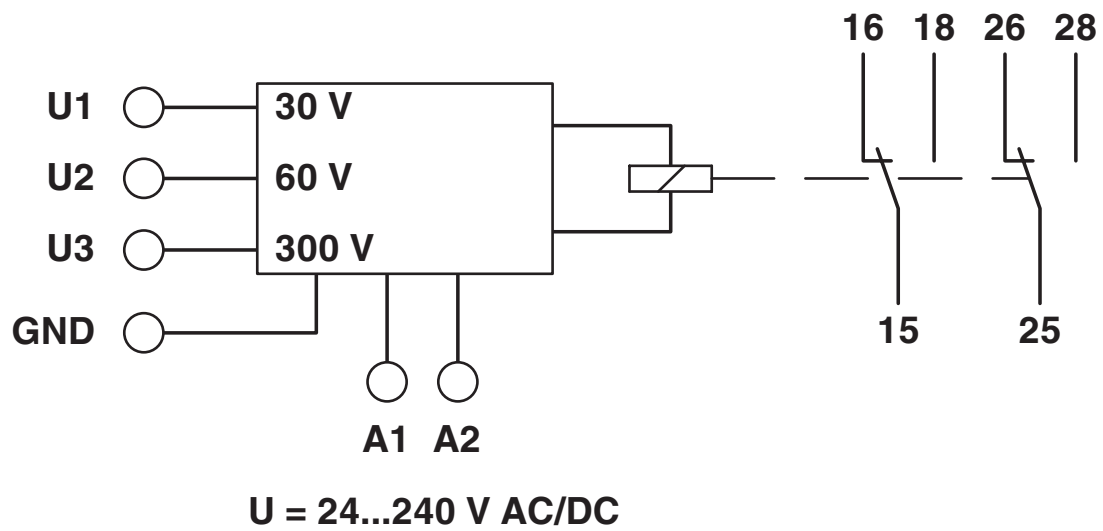 16 18 26 28
U1 30 V
U2 60 V
U3 300 V
GND
15 25
A1 A2
U = 24...240 V AC/DC